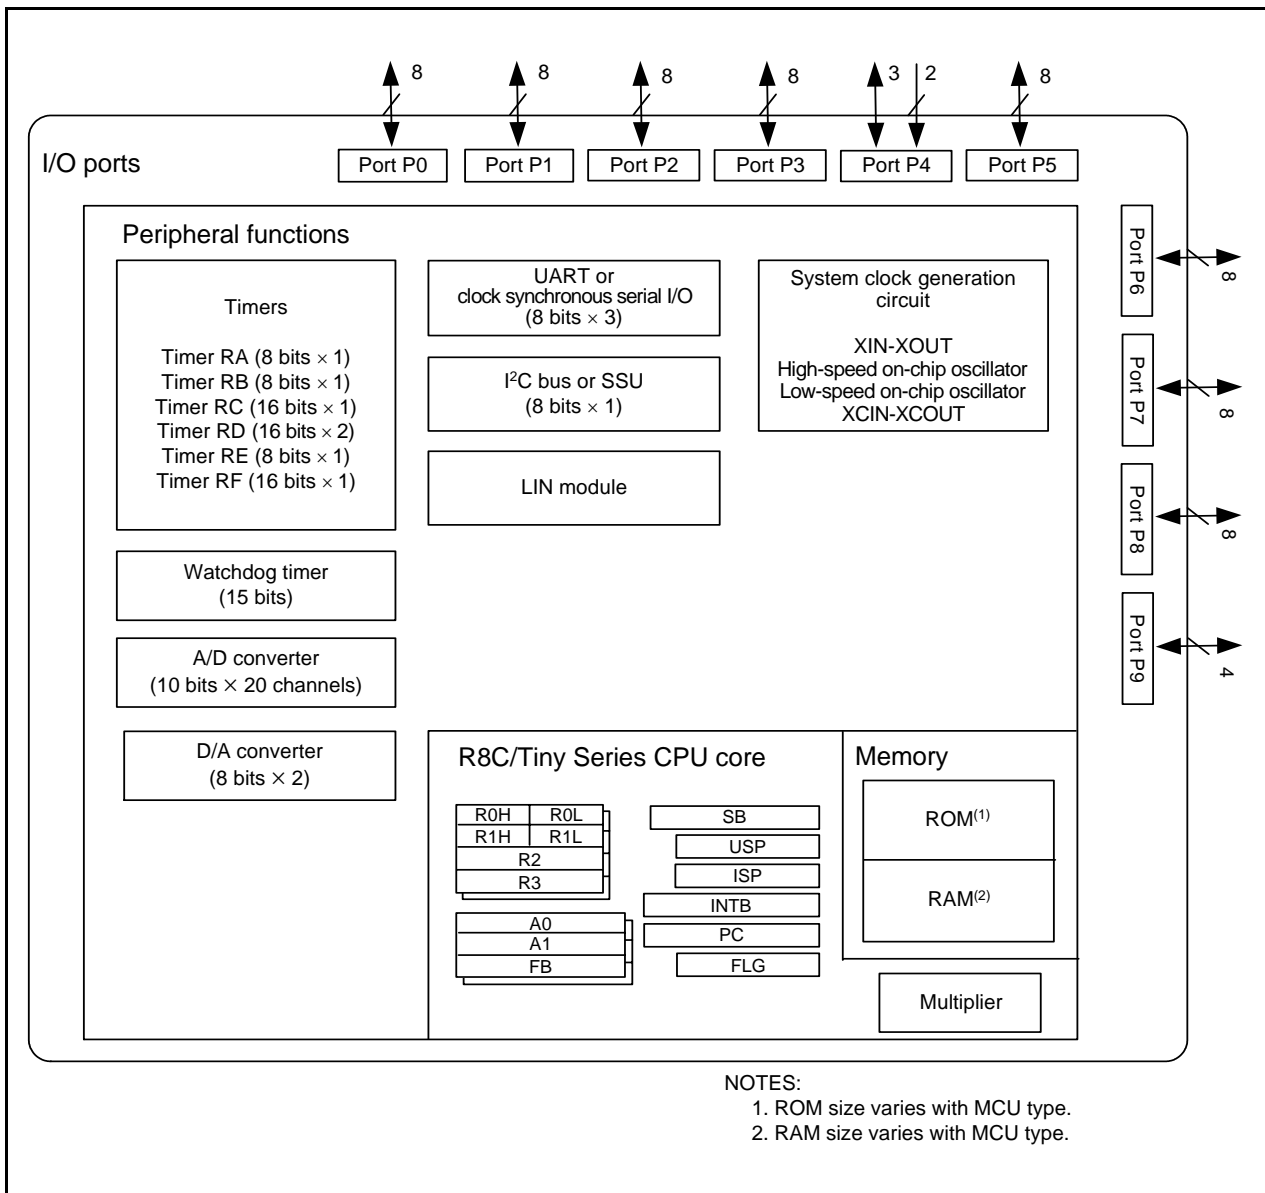 8 8 8 8 3 2 8
I/O ports
Port P0 Port P1 Port P2 Port P3 Port P4 Port P5
Port P6 8
Port P7 8
Port P8 8
Port P9 4
Peripheral functions
Timers
Timer RA (8 bits × 1)
Timer RB (8 bits × 1)
Timer RC (16 bits × 1)
Timer RD (16 bits × 2)
Timer RE (8 bits × 1)
Timer RF (16 bits × 1)
UART or
clock synchronous serial I/O
(8 bits × 3)
I²C bus or SSU
(8 bits × 1)
LIN module
System clock generation
circuit
XIN-XOUT
High-speed on-chip oscillator
Low-speed on-chip oscillator
XCIN-XCOUT
Watchdog timer
(15 bits)
A/D converter
(10 bits × 20 channels)
D/A converter
(8 bits × 2)
R8C/Tiny Series CPU core
R0H R0L
R1H R1L
R2
R3
A0
A1
FB
SB
USP
ISP
INTB
PC
FLG
Memory
ROM(1)
RAM(2)
Multiplier
NOTES:
1. ROM size varies with MCU type.
2. RAM size varies with MCU type.